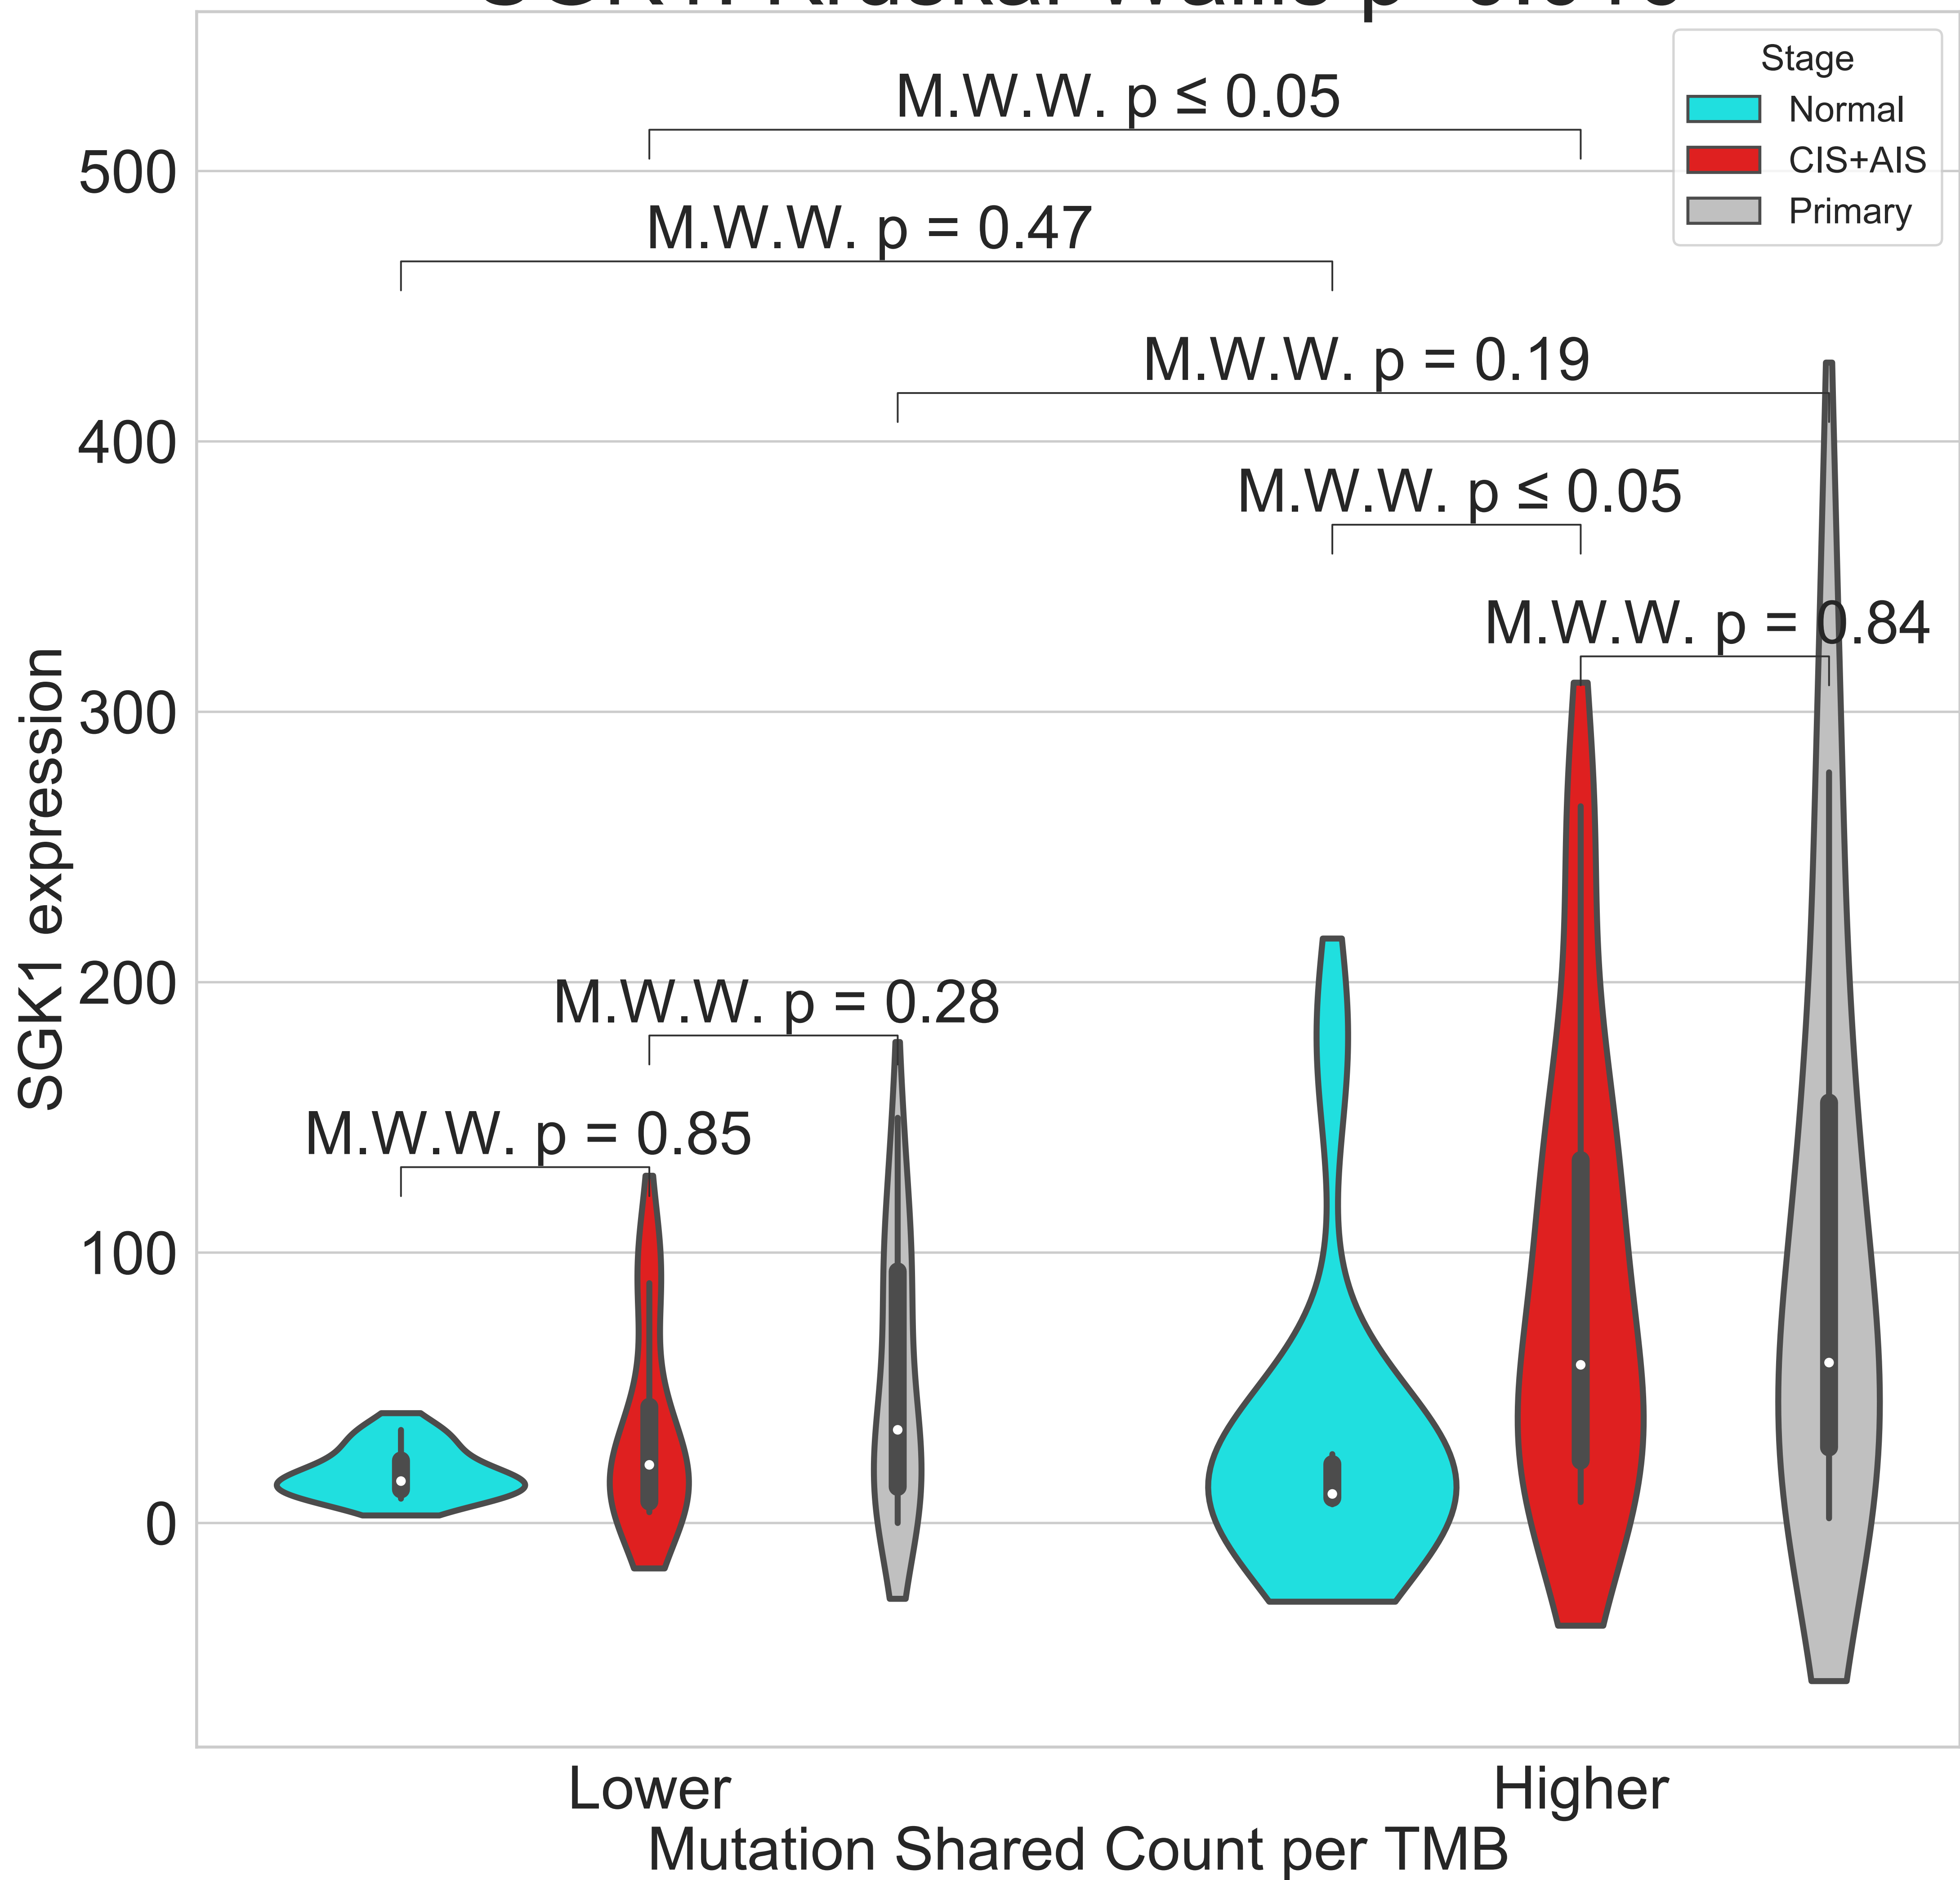 Stage
Normal
CIS+AIS
Primary
M.W.W. p ≤ 0.05
M.W.W. p = 0.47
M.W.W. p = 0.19
M.W.W. p ≤ 0.05
M.W.W. p = 0.84
M.W.W. p = 0.28
M.W.W. p = 0.85
500
400
300
200
100
0
SGK1 expression
Lower
Higher
Mutation Shared Count per TMB